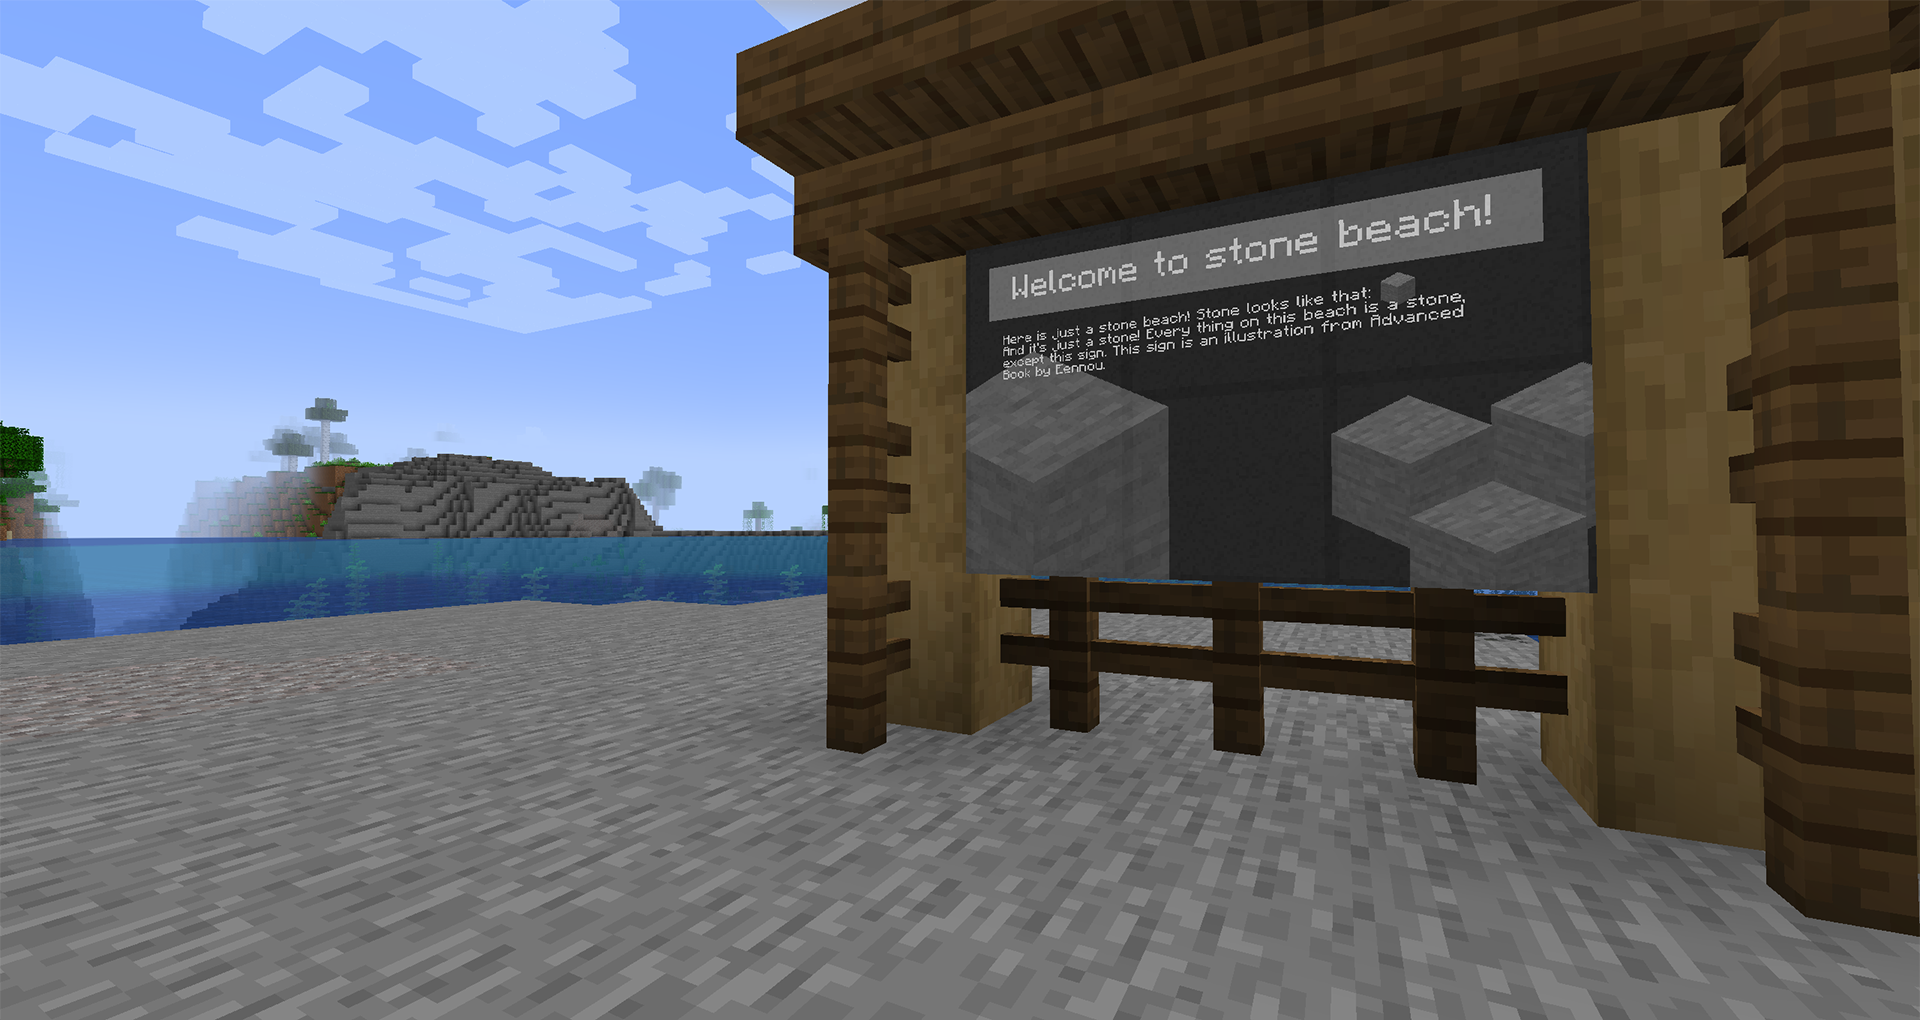 Welcome to stone beach!
Here is just a stone beach! Stone looks like that:
And it's just a stone! Every thing on this beach is a stone,
except this sign. This sign is an illustration from Advanced
Book by Eennou.